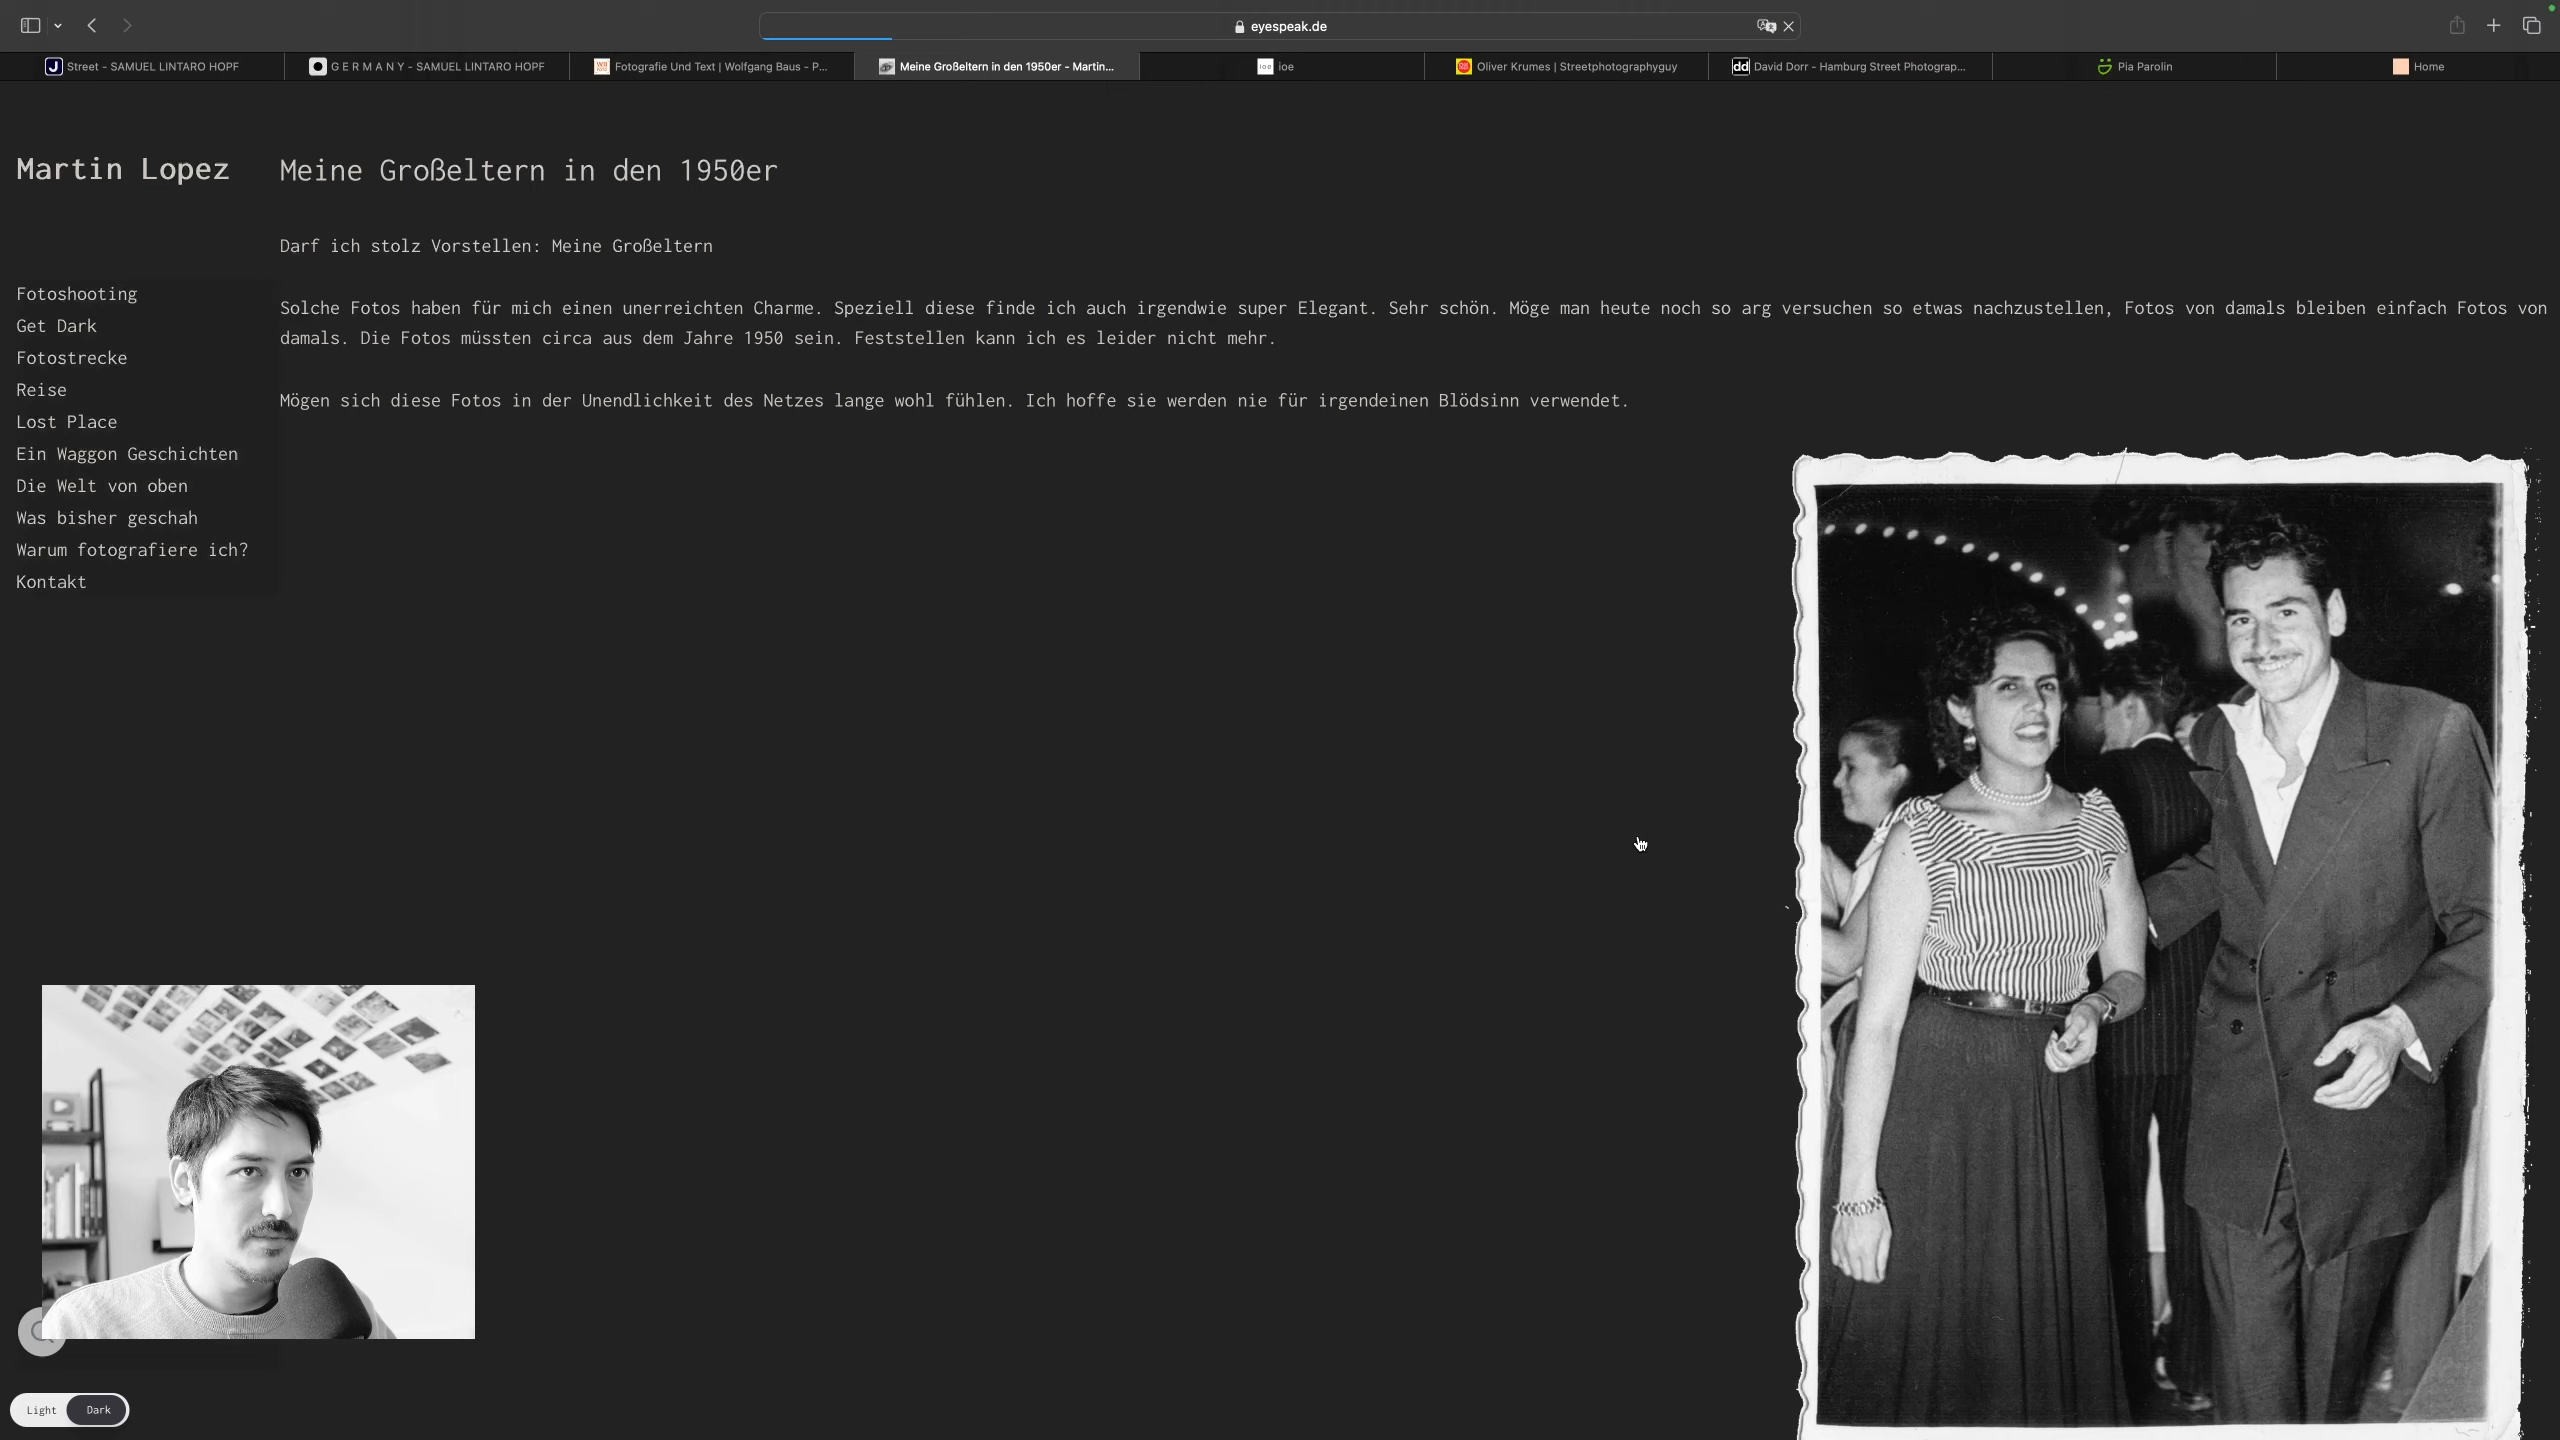 eyespeak.de
Street - SAMUEL LINTARO HOPF
G E R M A N Y - SAMUEL LINTARO HOPF
Fotografie Und Text | Wolfgang Baus - P...
Meine Großeltern in den 1950er - Martin...
ioe
Oliver Krumes | Streetphotographyguy
dd
David Dorr - Hamburg Street Photograp...
Pia Parolin
Home
Martin Lopez
Fotoshooting
Get Dark
Fotostrecke
Reise
Lost Place
Ein Waggon Geschichten
Die Welt von oben
Was bisher geschah
Warum fotografiere ich?
Kontakt
Meine Großeltern in den 1950er
Darf ich stolz Vorstellen: Meine Großeltern
Solche Fotos haben für mich einen unerreichten Charme. Speziell diese finde ich auch irgendwie super Elegant. Sehr schön. Möge man heute noch so arg versuchen so etwas nachzustellen, Fotos von damals bleiben einfach Fotos von
damals. Die Fotos müssten circa aus dem Jahre 1950 sein. Feststellen kann ich es leider nicht mehr.
Mögen sich diese Fotos in der Unendlichkeit des Netzes lange wohl fühlen. Ich hoffe sie werden nie für irgendeinen Blödsinn verwendet.
Light
Dark